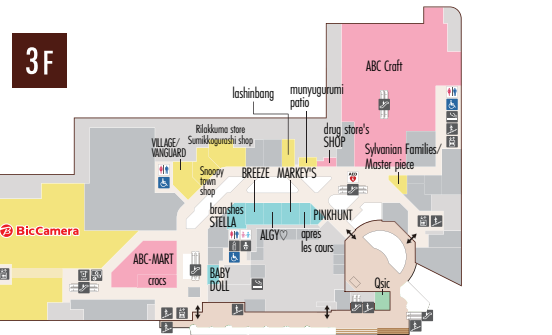 3F
ABC Craft
lashinbang
munyugurumi
patio
drug store's
SHOP
Rilakkuma store
Sumikkogurashi shop
VILLAGE/
VANGUARD
Snoopy
town
shop
Sylvanian Families/
Master piece
AED
BREEZE
MARKEY'S
branshes
STELLA
ALGY♡
apres
les cours
PINKHUNT
BicCamera
ABC-MART
crocs
BABY
DOLL
Qsic